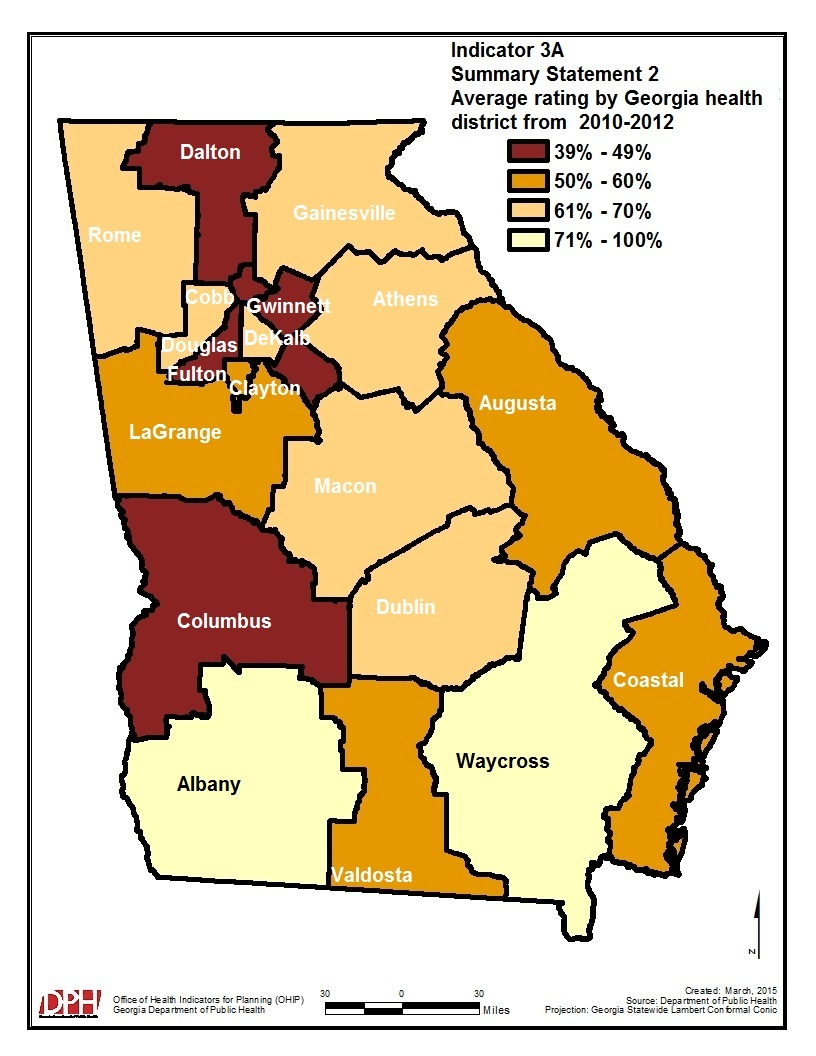 Indicator 3A
Summary Statement 2
Average rating by Georgia health
district from 2010-2012
39% - 49%
50% - 60%
61% - 70%
71% - 100%
Dalton
Gainesville
Rome
Cobb
Gwinnett
Athens
Douglas
DeKalb
Fulton
Clayton
Augusta
LaGrange
Macon
Dublin
Columbus
Coastal
Waycross
Albany
Valdosta
N
DPH
Office of Health Indicators for Planning (OHIP)
Georgia Department of Public Health
30 0 30
Miles
Created: March, 2015
Source: Department of Public Health
Projection: Georgia Statewide Lambert Conformal Conic